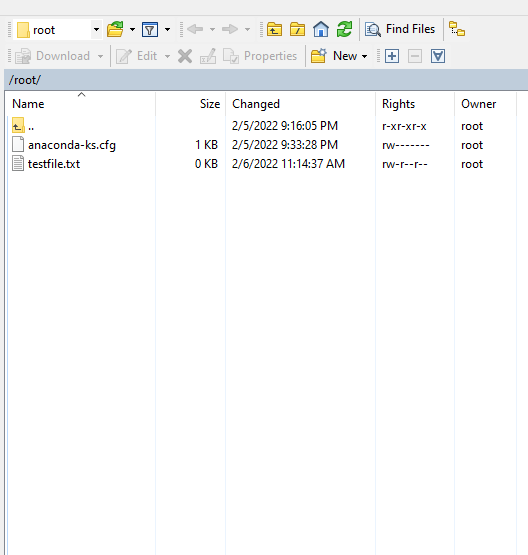 root Find Files
Download Edit Properties New
/root/
Name Size Changed Rights Owner
.. 2/5/2022 9:16:05 PM r-xr-xr-x root
anaconda-ks.cfg 1 KB 2/5/2022 9:33:28 PM rw------- root
testfile.txt 0 KB 2/6/2022 11:14:37 AM rw-r--r-- root